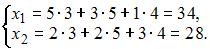 x₁ = 5·3+3·5+1·4 = 34,
x₂ = 2·3+2·5+3·4 = 28.